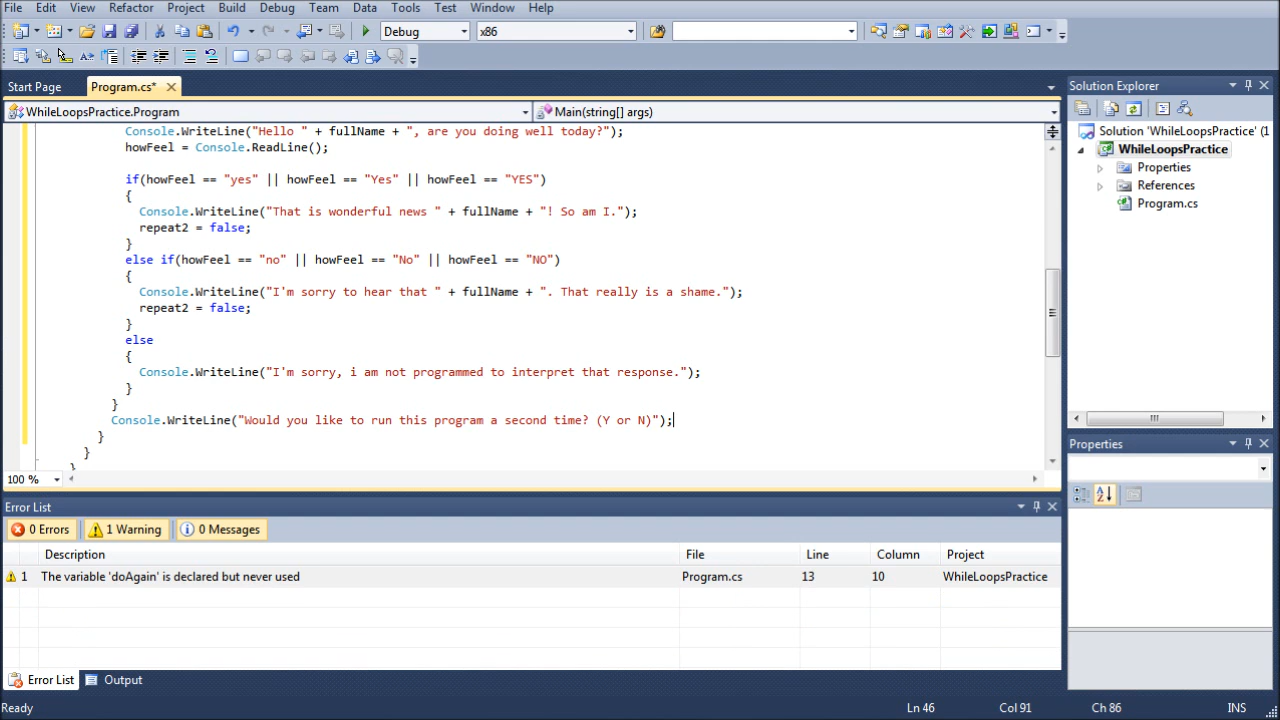 File Edit View Refactor Project Build Debug Team Data Tools Test Window Help
Debug x86
Start Page Program.cs*
WhileLoopsPractice.Program Main(string[] args)
Console.WriteLine("Hello " + fullName + ", are you doing well today?");
howFeel = Console.ReadLine();
if(howFeel == "yes" || howFeel == "Yes" || howFeel == "YES")
{
Console.WriteLine("That is wonderful news " + fullName + "! So am I.");
repeat2 = false;
}
else if(howFeel == "no" || howFeel == "No" || howFeel == "NO")
{
Console.WriteLine("I'm sorry to hear that " + fullName + ". That really is a shame.");
repeat2 = false;
}
else
{
Console.WriteLine("I'm sorry, i am not programmed to interpret that response.");
}
}
Console.WriteLine("Would you like to run this program a second time? (Y or N)");
}
}
}
100 %
Solution Explorer
Solution 'WhileLoopsPractice' (1
WhileLoopsPractice
Properties
References
Program.cs
Properties
Error List
0 Errors 1 Warning 0 Messages
Description File Line Column Project
1 The variable 'doAgain' is declared but never used Program.cs 13 10 WhileLoopsPractice
Error List Output
Ready Ln 46 Col 91 Ch 86 INS